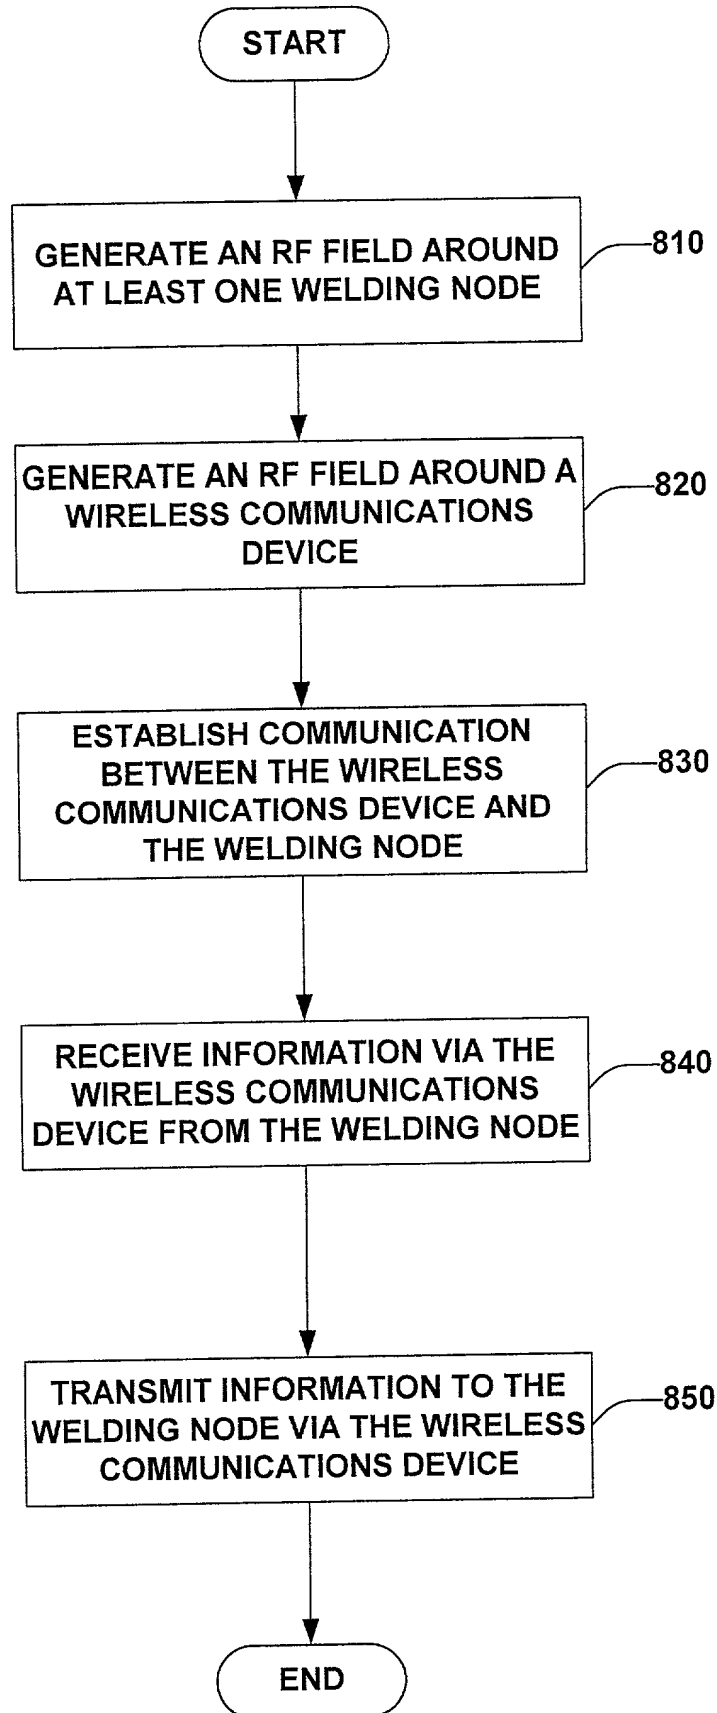 START
GENERATE AN RF FIELD AROUND
AT LEAST ONE WELDING NODE
810
GENERATE AN RF FIELD AROUND A
WIRELESS COMMUNICATIONS
DEVICE
820
ESTABLISH COMMUNICATION
BETWEEN THE WIRELESS
COMMUNICATIONS DEVICE AND
THE WELDING NODE
830
RECEIVE INFORMATION VIA THE
WIRELESS COMMUNICATIONS
DEVICE FROM THE WELDING NODE
840
TRANSMIT INFORMATION TO THE
WELDING NODE VIA THE WIRELESS
COMMUNICATIONS DEVICE
850
END